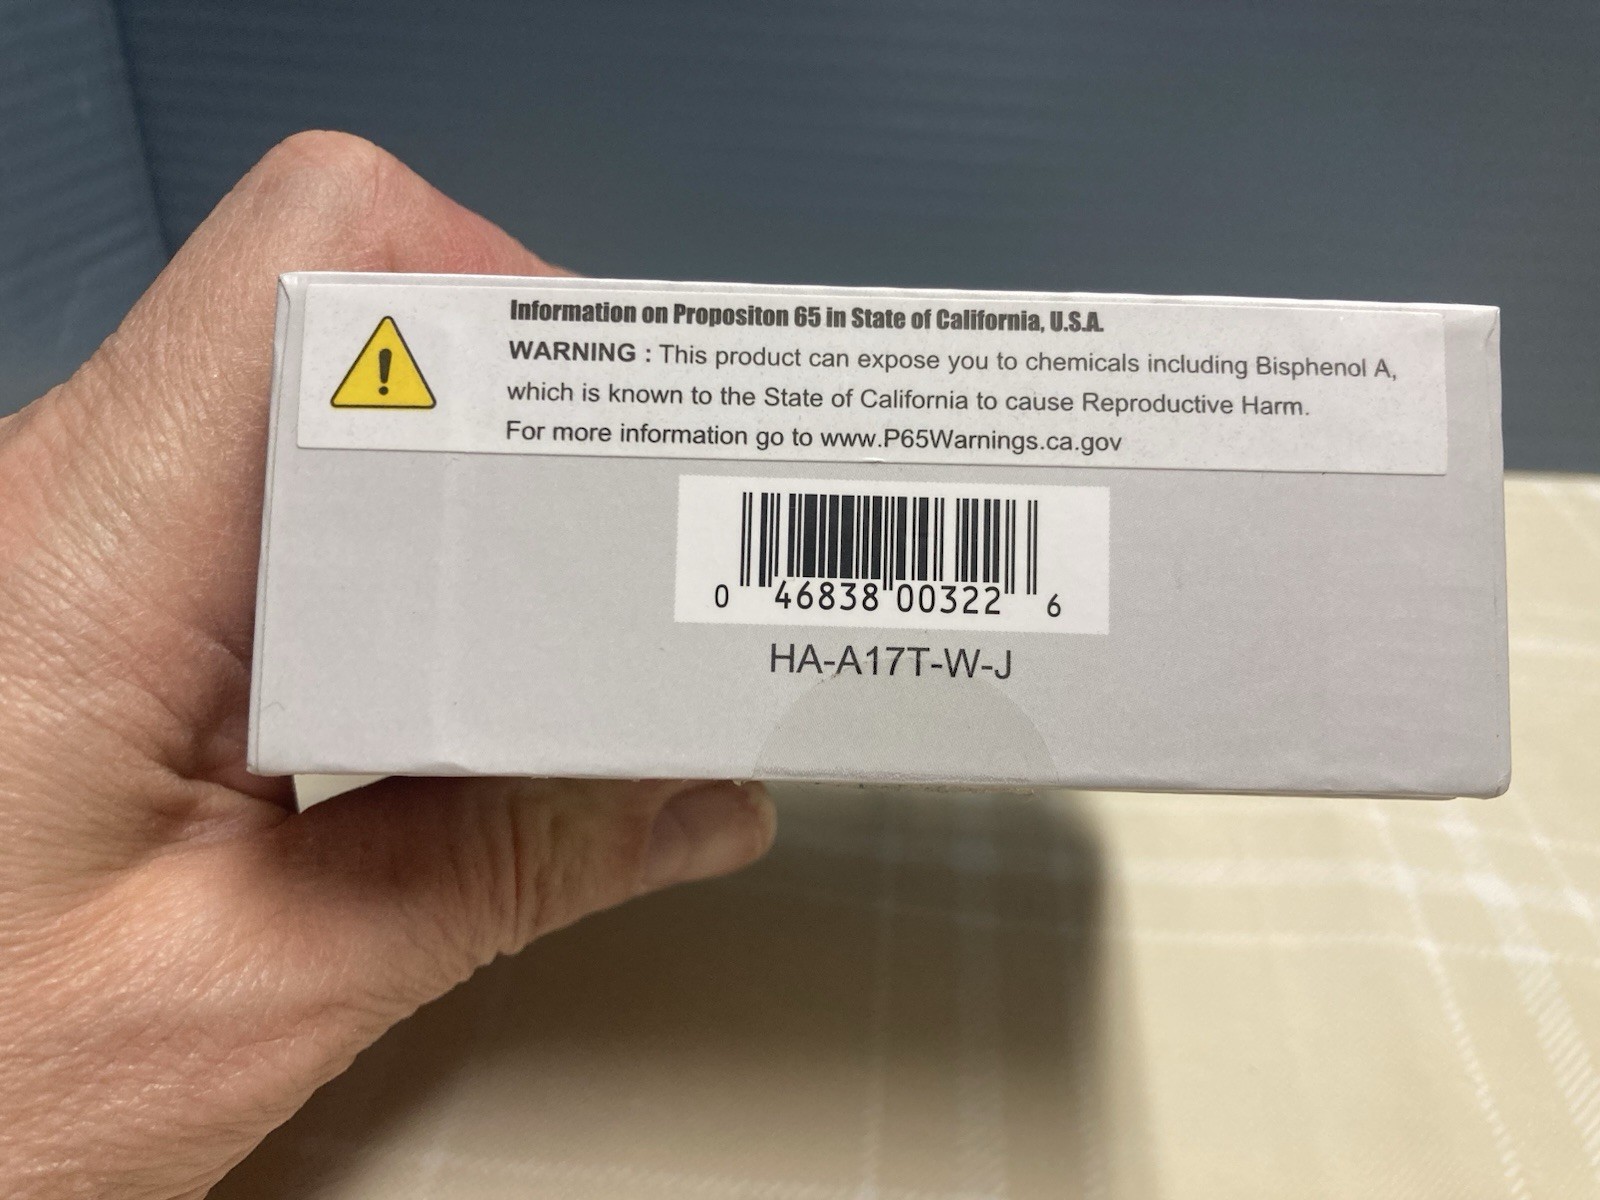 Information on Propositon 65 in State of California, U.S.A.
WARNING : This product can expose you to chemicals including Bisphenol A,
which is known to the State of California to cause Reproductive Harm.
For more information go to www.P65Warnings.ca.gov
0 46838 00322 6
HA-A17T-W-J